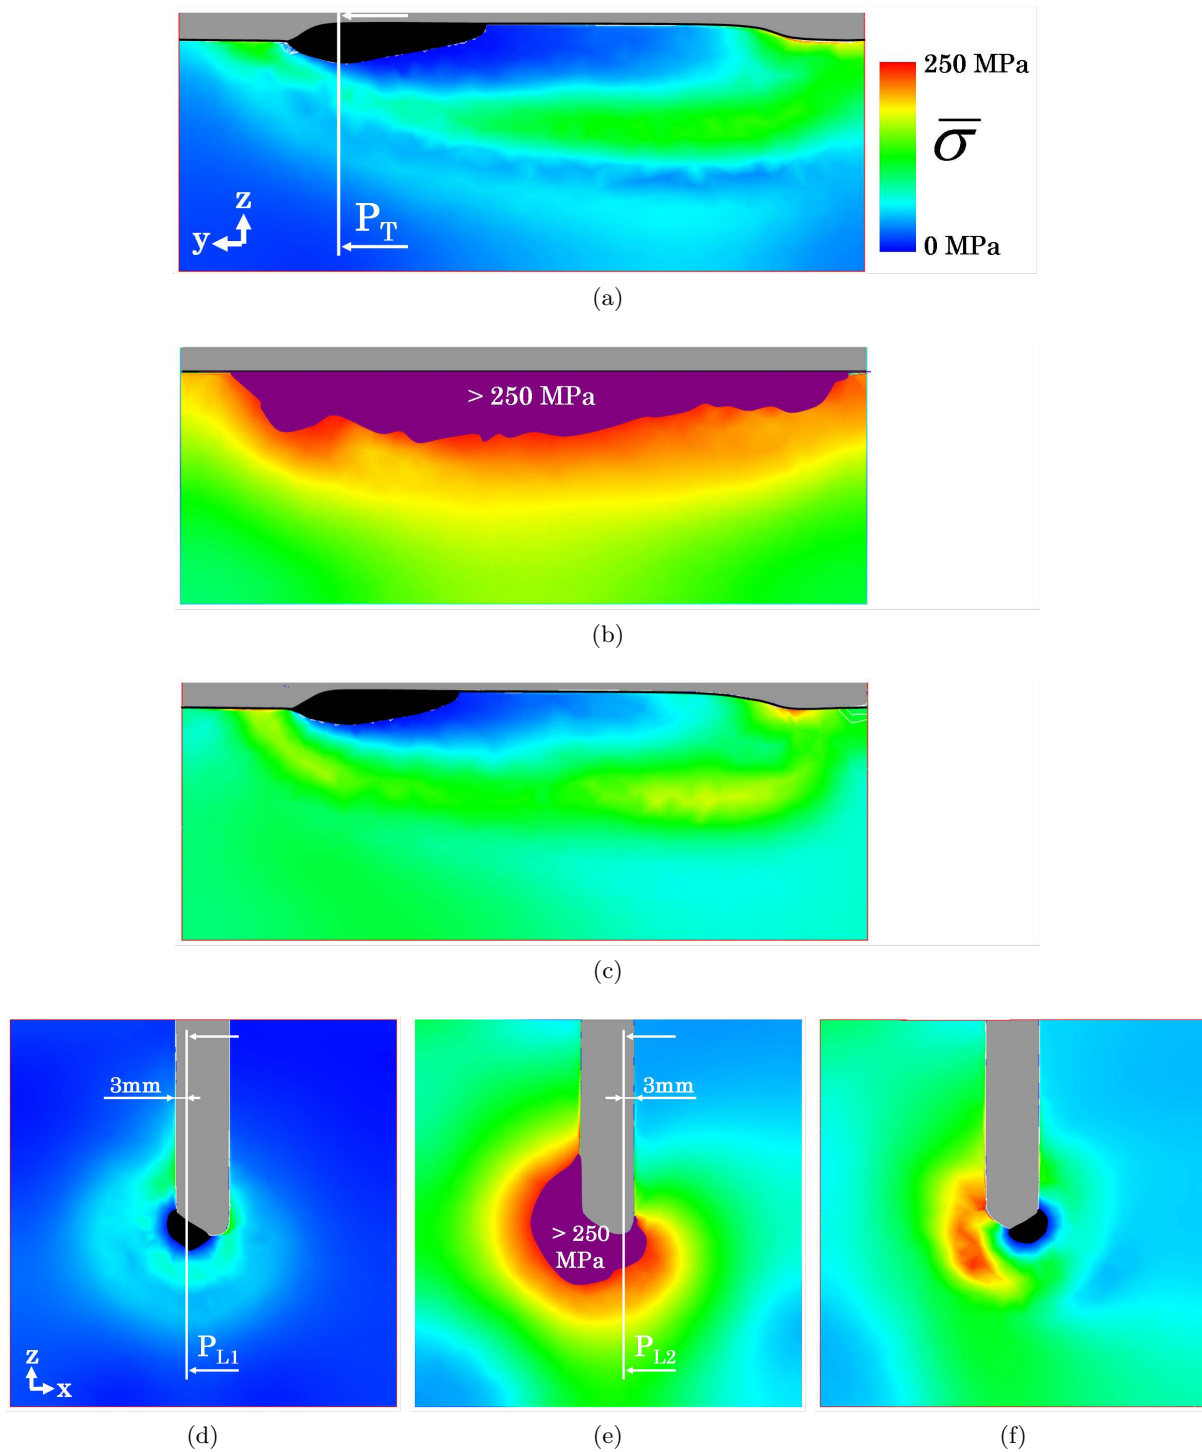 250 MPa
σ
z
y
P_T
0 MPa
(a)
> 250 MPa
(b)
(c)
3mm
3mm
> 250
MPa
P_L1
P_L2
z
x
(d)
(e)
(f)